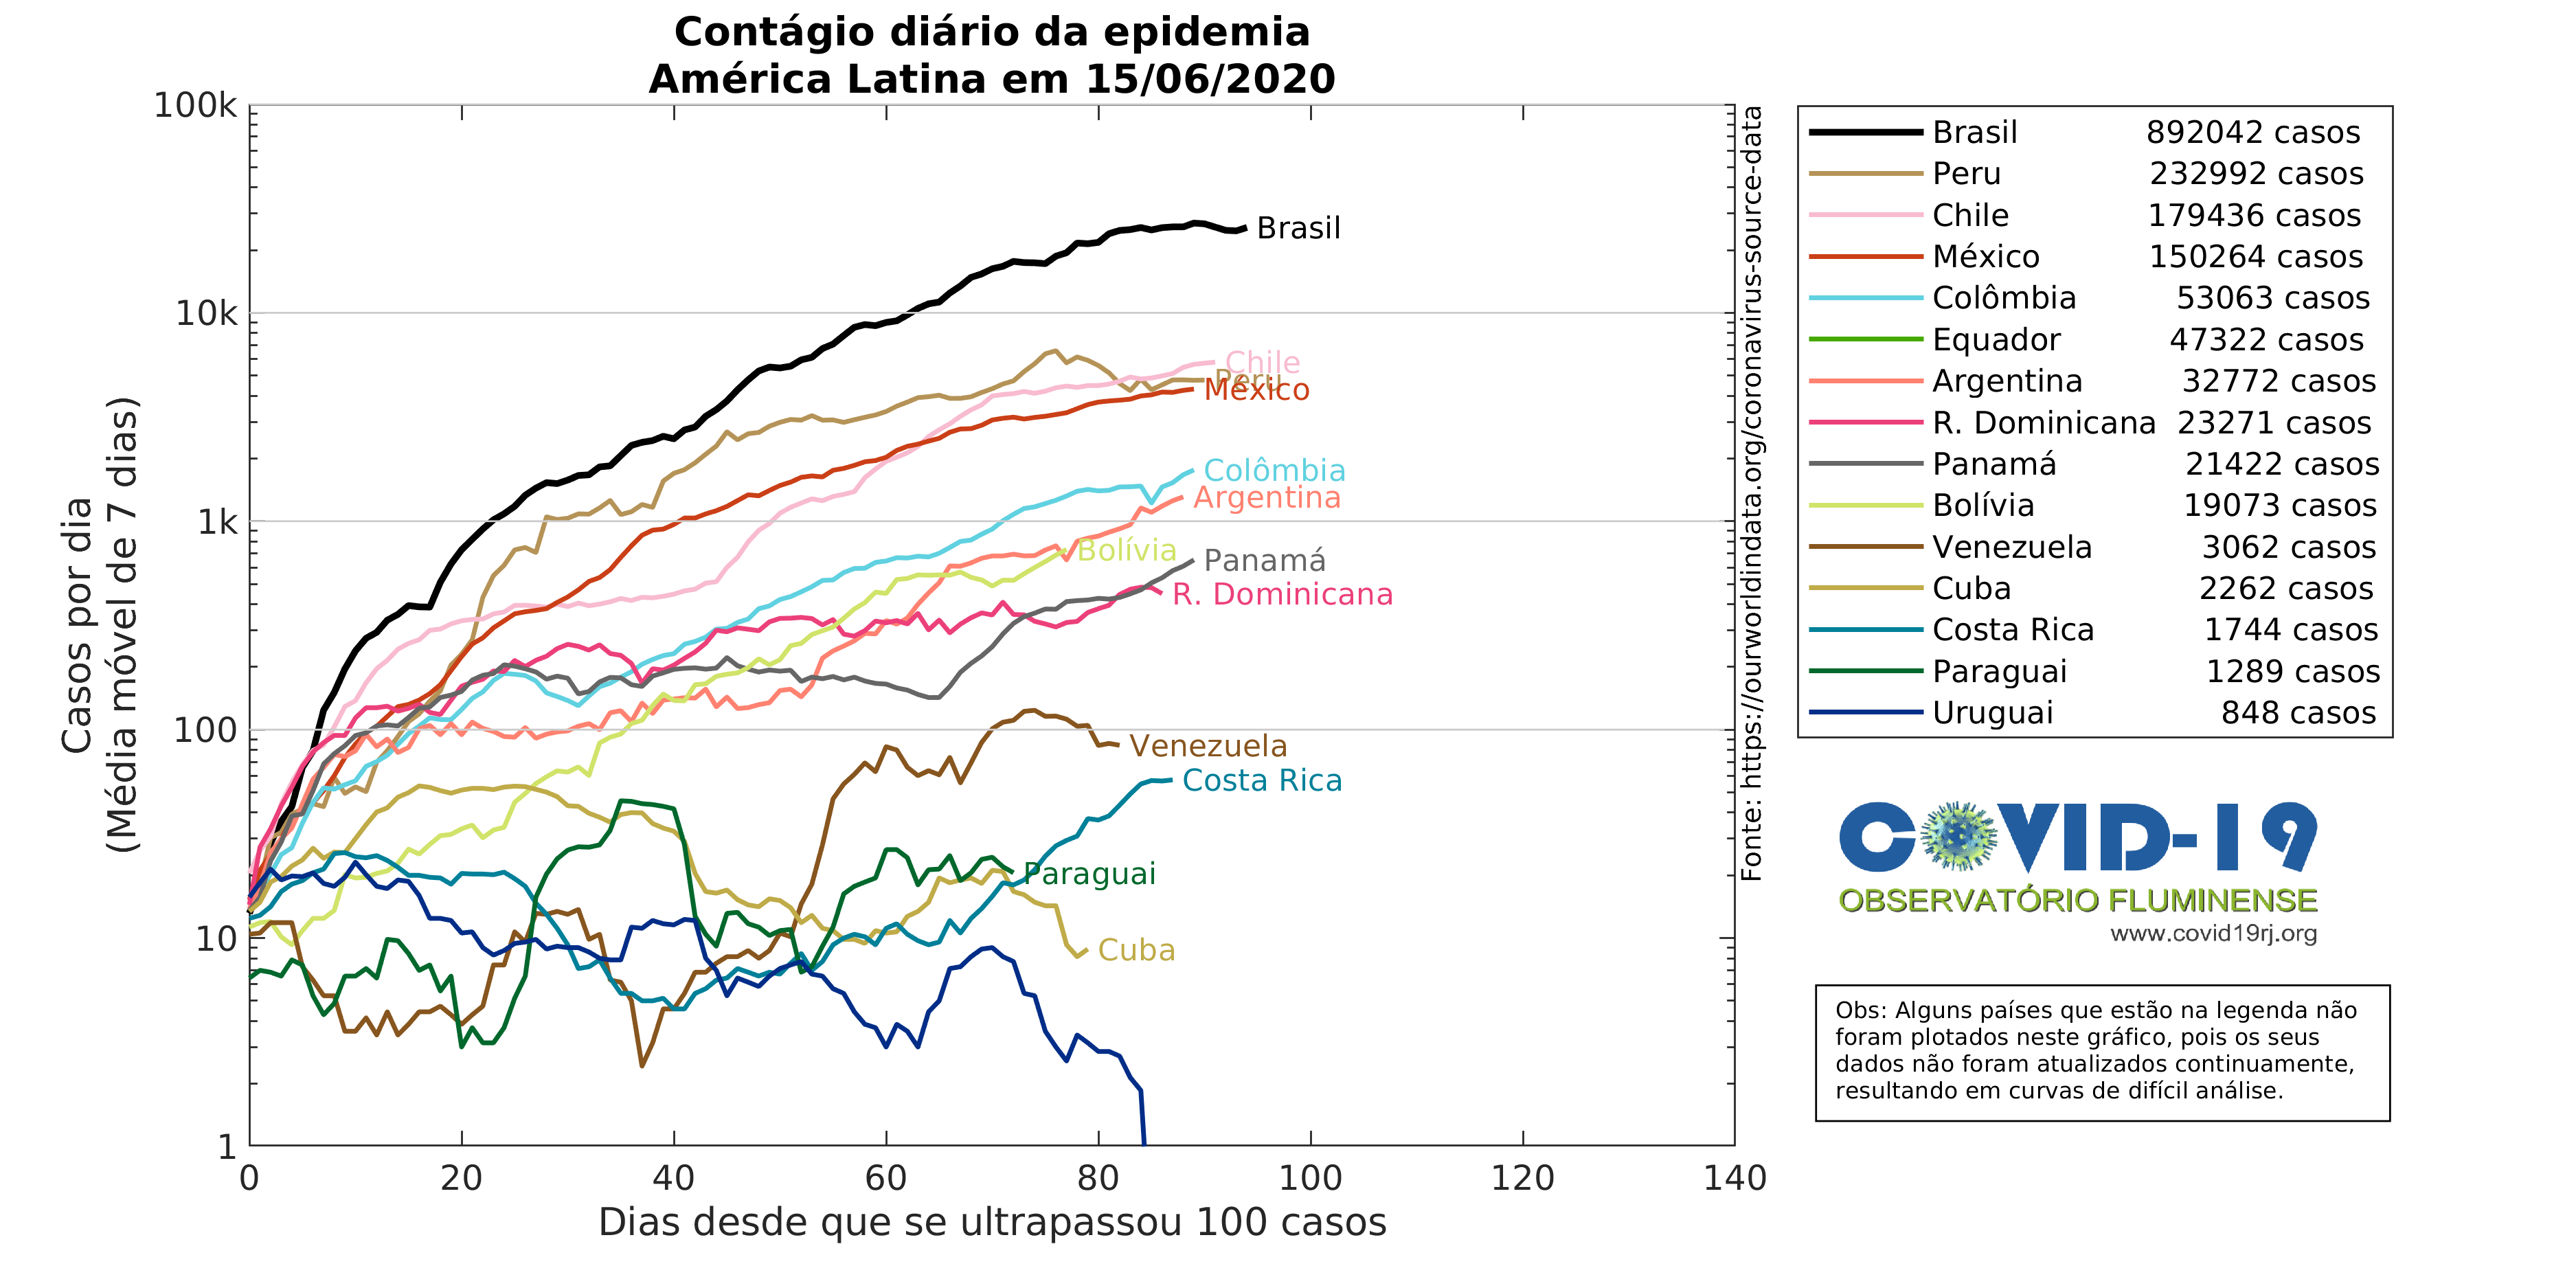 Contágio diário da epidemia
América Latina em 15/06/2020
Casos por dia
(Média móvel de 7 dias)
100k
10k
1k
100
10
1
0 20 40 60 80 100 120 140
Dias desde que se ultrapassou 100 casos
Brasil
Chile
Peru
México
Colômbia
Argentina
Bolívia
Panamá
R. Dominicana
Venezuela
Costa Rica
Paraguai
Cuba
Fonte: https://ourworldindata.org/coronavirus-source-data
Brasil 892042 casos
Peru 232992 casos
Chile 179436 casos
México 150264 casos
Colômbia 53063 casos
Equador 47322 casos
Argentina 32772 casos
R. Dominicana 23271 casos
Panamá 21422 casos
Bolívia 19073 casos
Venezuela 3062 casos
Cuba 2262 casos
Costa Rica 1744 casos
Paraguai 1289 casos
Uruguai 848 casos
COVID-19
OBSERVATÓRIO FLUMINENSE
www.covid19rj.org
Obs: Alguns países que estão na legenda não
foram plotados neste gráfico, pois os seus
dados não foram atualizados continuamente,
resultando em curvas de difícil análise.